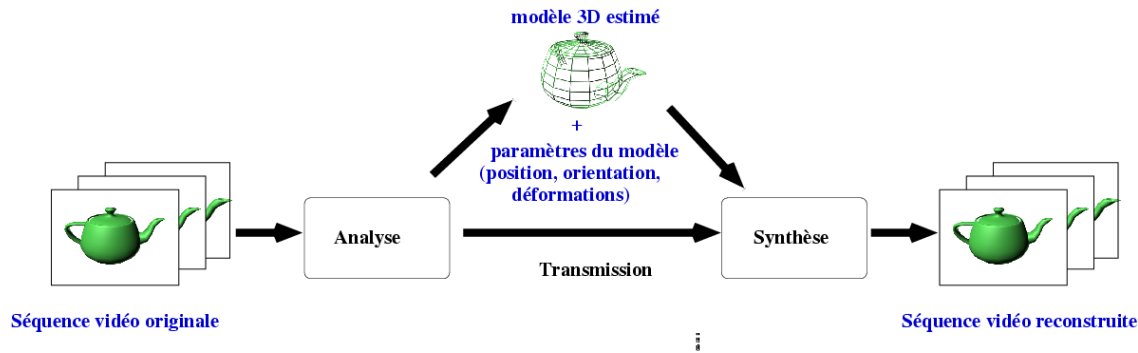 modèle 3D estimé
+
paramètres du modèle
(position, orientation,
déformations)
Analyse
Synthèse
Transmission
Séquence vidéo originale
Séquence vidéo reconstruite